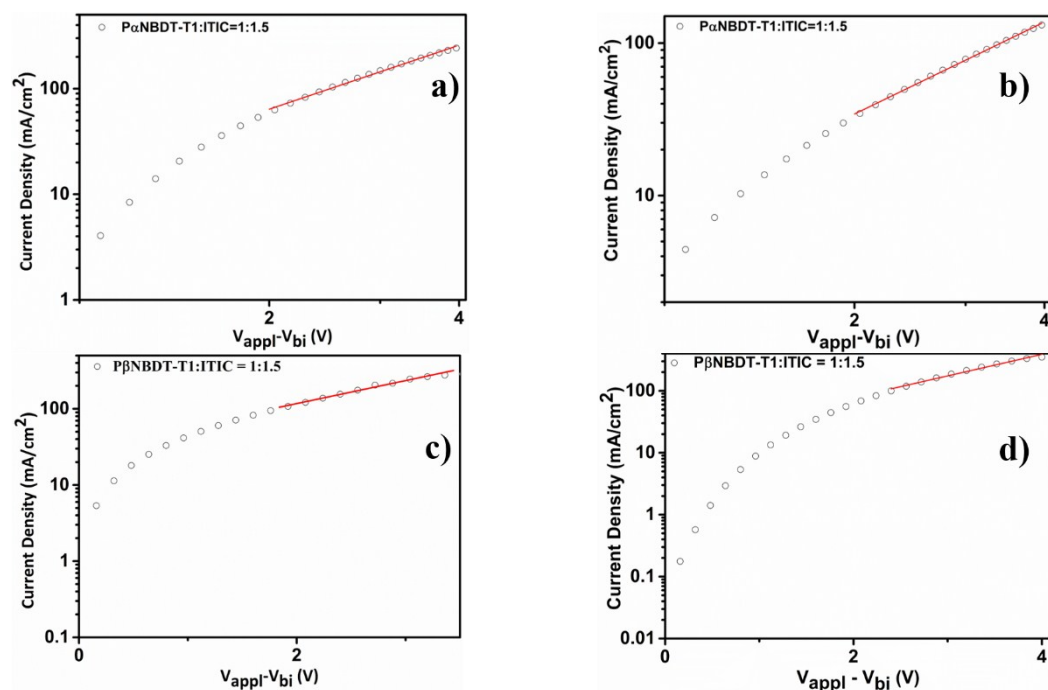 PαNBDT-T1:ITIC=1:1.5
a)
100
10
1
2
4
Current Density (mA/cm²)
Vappl-Vbi (V)
PαNBDT-T1:ITIC=1:1.5
b)
100
10
2
4
Current Density (mA/cm²)
Vappl-Vbi (V)
PβNBDT-T1:ITIC = 1:1.5
c)
100
10
1
0.1
0
2
Current Density (mA/cm²)
Vappl-Vbi (V)
PβNBDT-T1:ITIC = 1:1.5
d)
100
10
1
0.1
0.01
0
2
4
Current Density (mA/cm²)
Vappl - Vbi (V)